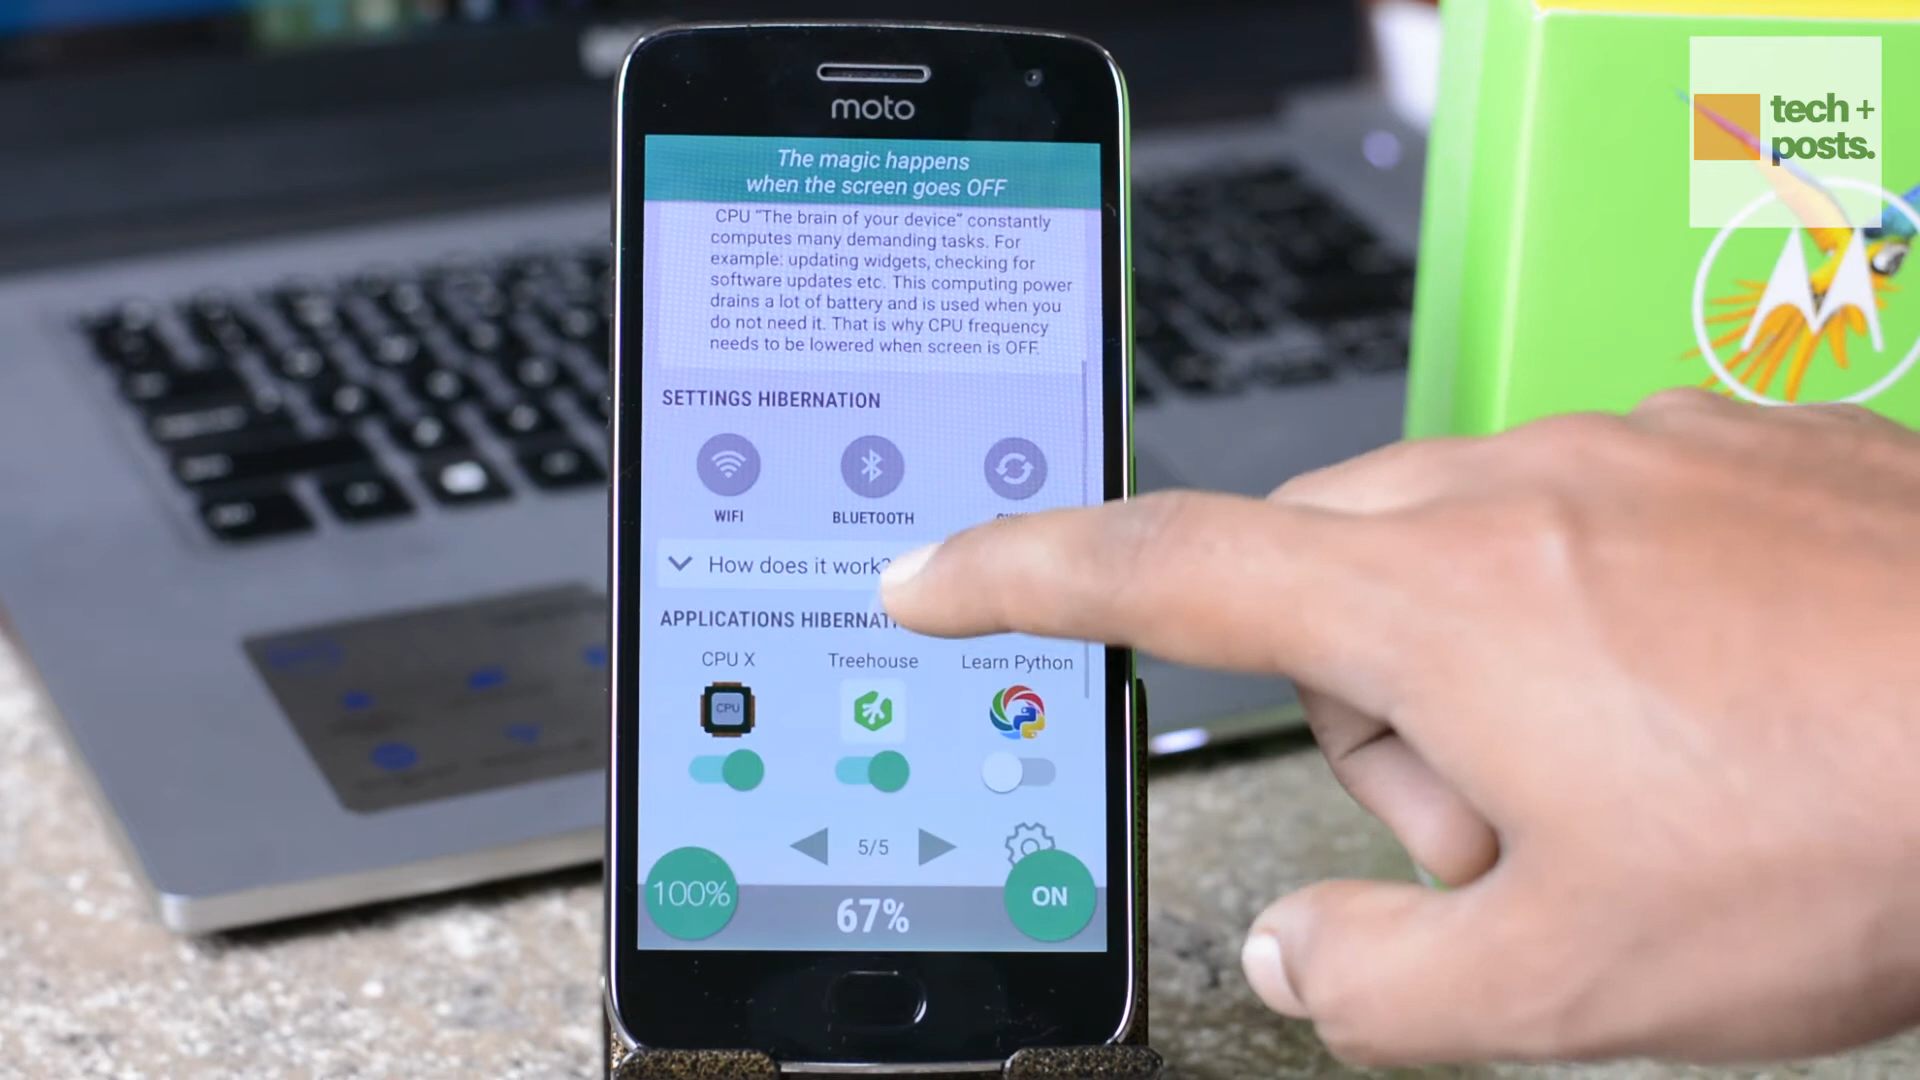 tech +
posts.
moto
The magic happens
when the screen goes OFF
CPU "The brain of your device" constantly
computes many demanding tasks. For
example: updating widgets, checking for
software updates etc. This computing power
drains a lot of battery and is used when you
do not need it. That is why CPU frequency
needs to be lowered when screen is OFF.
SETTINGS HIBERNATION
WIFI
BLUETOOTH
How does it work?
APPLICATIONS HIBERNAT
CPU X
Treehouse
Learn Python
CPU
5/5
100%
67%
ON